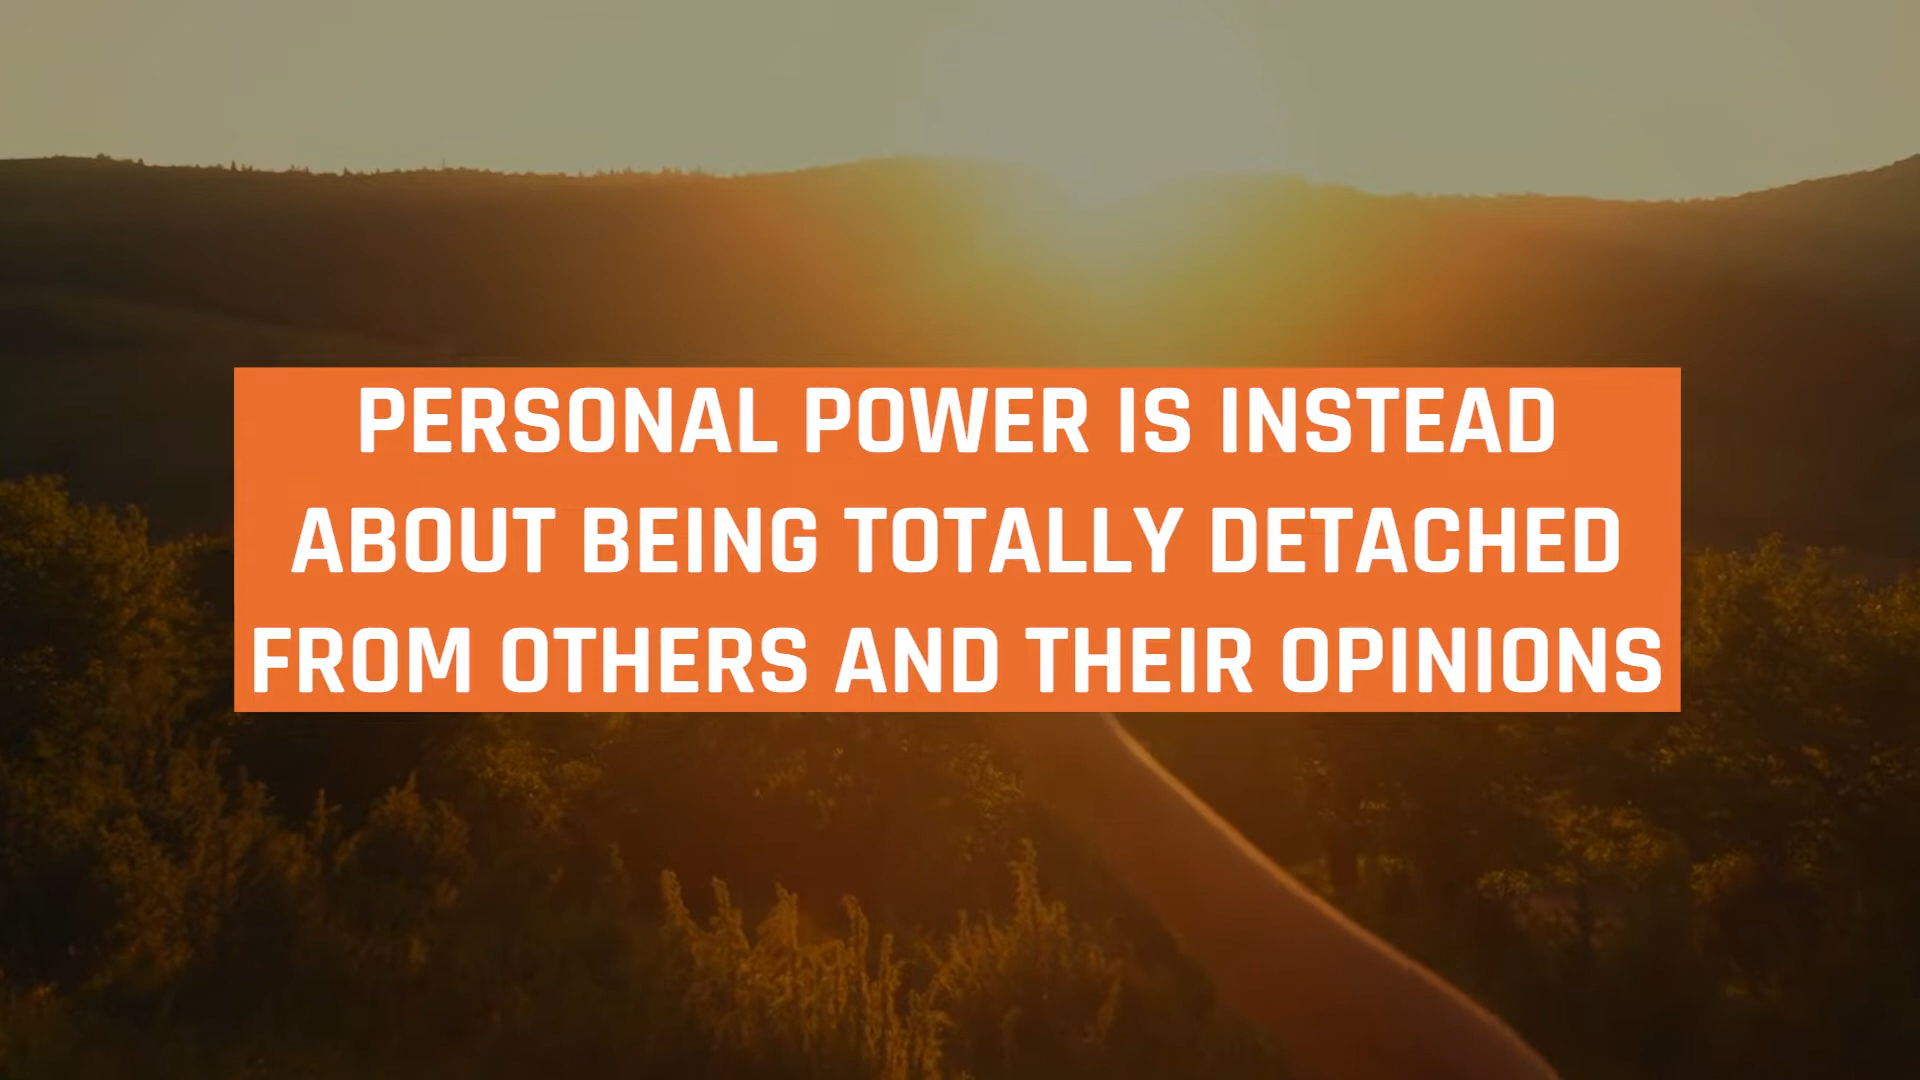 PERSONAL POWER IS INSTEAD
ABOUT BEING TOTALLY DETACHED
FROM OTHERS AND THEIR OPINIONS